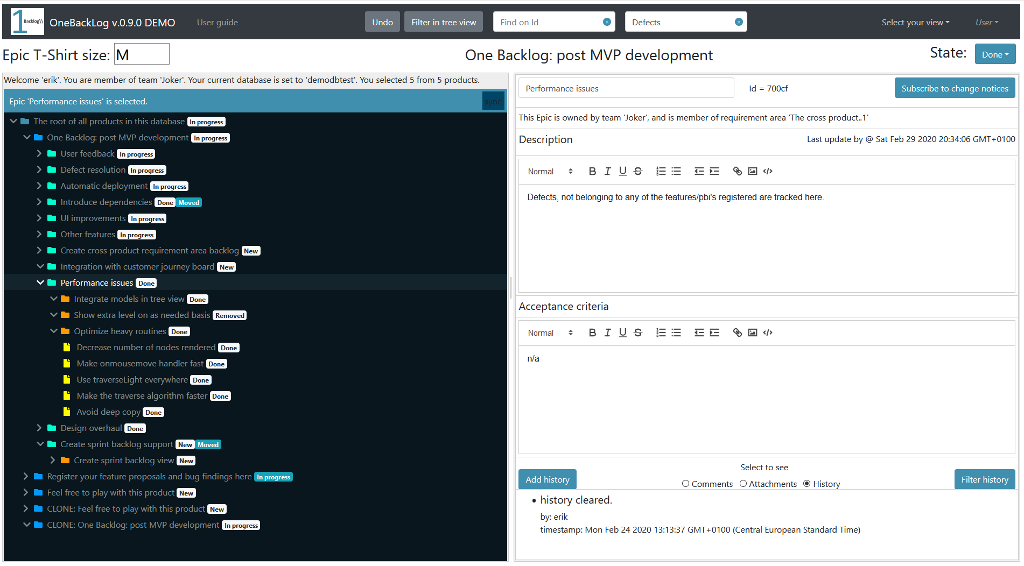 1 Backlog\\ OneBackLog v.0.9.0 DEMO User guide Undo Filter in tree view Find on Id Defects Select your view User
Epic T-Shirt size: M One Backlog: post MVP development State: Done
Welcome 'erik'. You are member of team 'Joker'. Your current database is set to 'demodbtest'. You selected 5 from 5 products.
Epic 'Performance issues' is selected.
The root of all products in this database In progress
One Backlog: post MVP development In progress
User feedback In progress
Defect resolution In progress
Automatic deployment In progress
Introduce dependencies Done Moved
UI improvements In progress
Other features In progress
Create cross product requirement area backlog New
Integration with customer journey board New
Performance issues Done
Integrate models in tree view Done
Show extra level on as needed basis Removed
Optimize heavy routines Done
Decrease number of nodes rendered Done
Make onmousemove handler fast Done
Use traverseLight everywhere Done
Make the traverse algorithm faster Done
Avoid deep copy Done
Design overhaul Done
Create sprint backlog support New Moved
Create sprint backlog view New
Register your feature proposals and bug findings here In progress
Feel free to play with this product New
CLONE: Feel free to play with this product New
CLONE: One Backlog: post MVP development In progress
Performance issues Id = 700cf Subscribe to change notices
This Epic is owned by team 'Joker', and is member of requirement area 'The cross product..1'
Description Last update by @ Sat Feb 29 2020 20:34:06 GMT+0100
Normal B I U S
Defects, not belonging to any of the features/pbi's registered are tracked here.
Acceptance criteria
Normal B I U S
n/a
Select to see
Add history Comments Attachments History Filter history
history cleared.
by: erik
timestamp: Mon Feb 24 2020 13:13:37 GMT+0100 (Central European Standard Time)